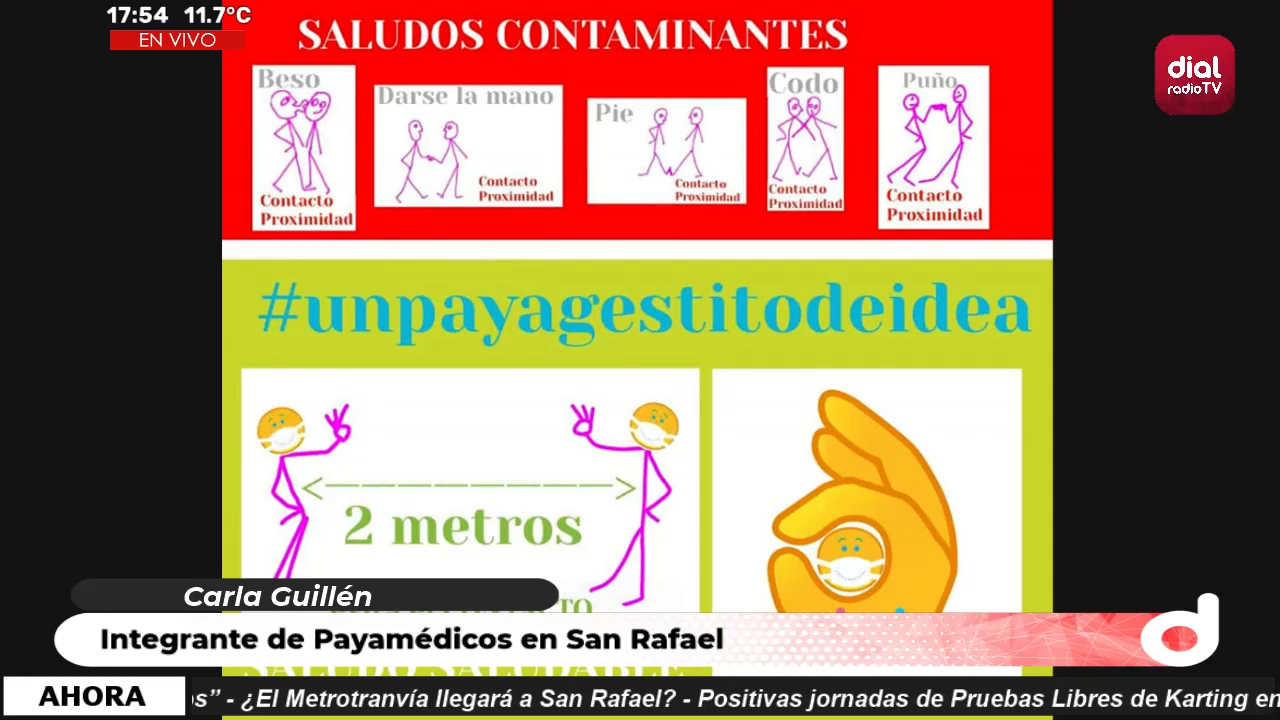 17:54 11.7°C
EN VIVO
SALUDOS CONTAMINANTES
dial
radioTV
Beso
Contacto
Proximidad
Darse la mano
Contacto
Proximidad
Pie
Contacto
Proximidad
Codo
Contacto
Proximidad
Puño
Contacto
Proximidad
#unpayagestitodeidea
2 metros
Carla Guillén
Integrante de Payamédicos en San Rafael
AHORA
os” - ¿El Metrotranvía llegará a San Rafael? - Positivas jornadas de Pruebas Libres de Karting en